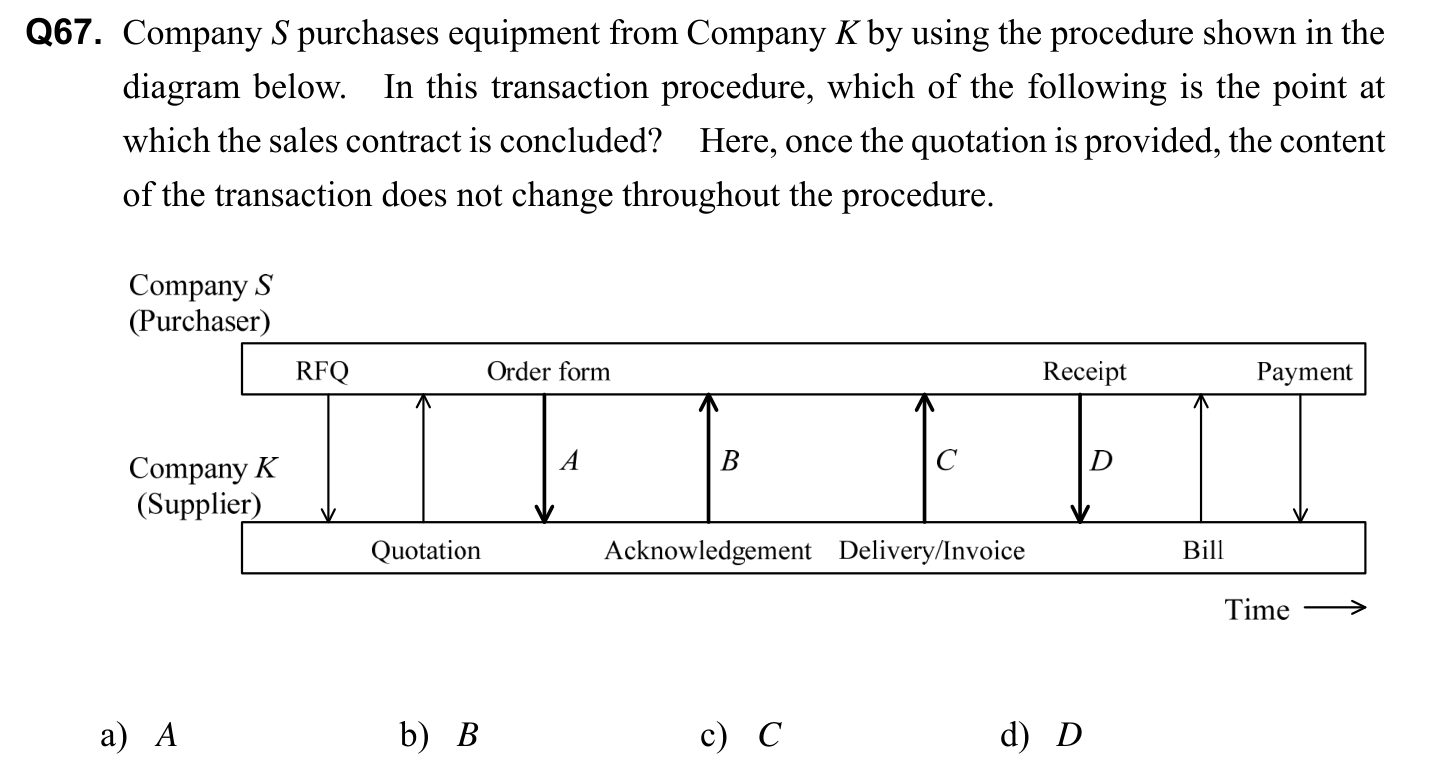 Q67. Company S purchases equipment from Company K by using the procedure shown in the
diagram below. In this transaction procedure, which of the following is the point at
which the sales contract is concluded? Here, once the quotation is provided, the content
of the transaction does not change throughout the procedure.
Company S
(Purchaser)
RFQ Order form Receipt Payment
A B C D
Company K
(Supplier)
Quotation Acknowledgement Delivery/Invoice Bill
Time
a) A b) B c) C d) D